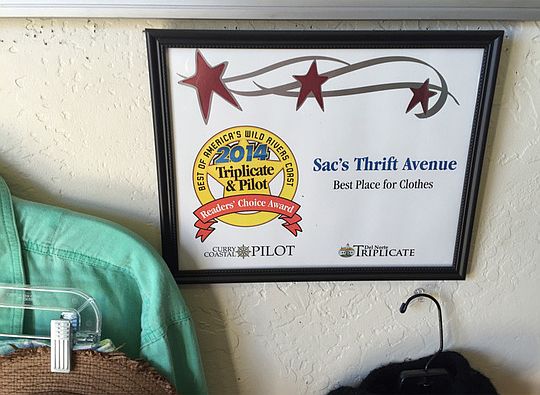 BEST OF AMERICA'S WILD RIVERS COAST
2014
Triplicate
& Pilot
Readers' Choice Award
Sac's Thrift Avenue
Best Place for Clothes
CURRY
COASTAL
PILOT
Del Norte
TRIPLICATE